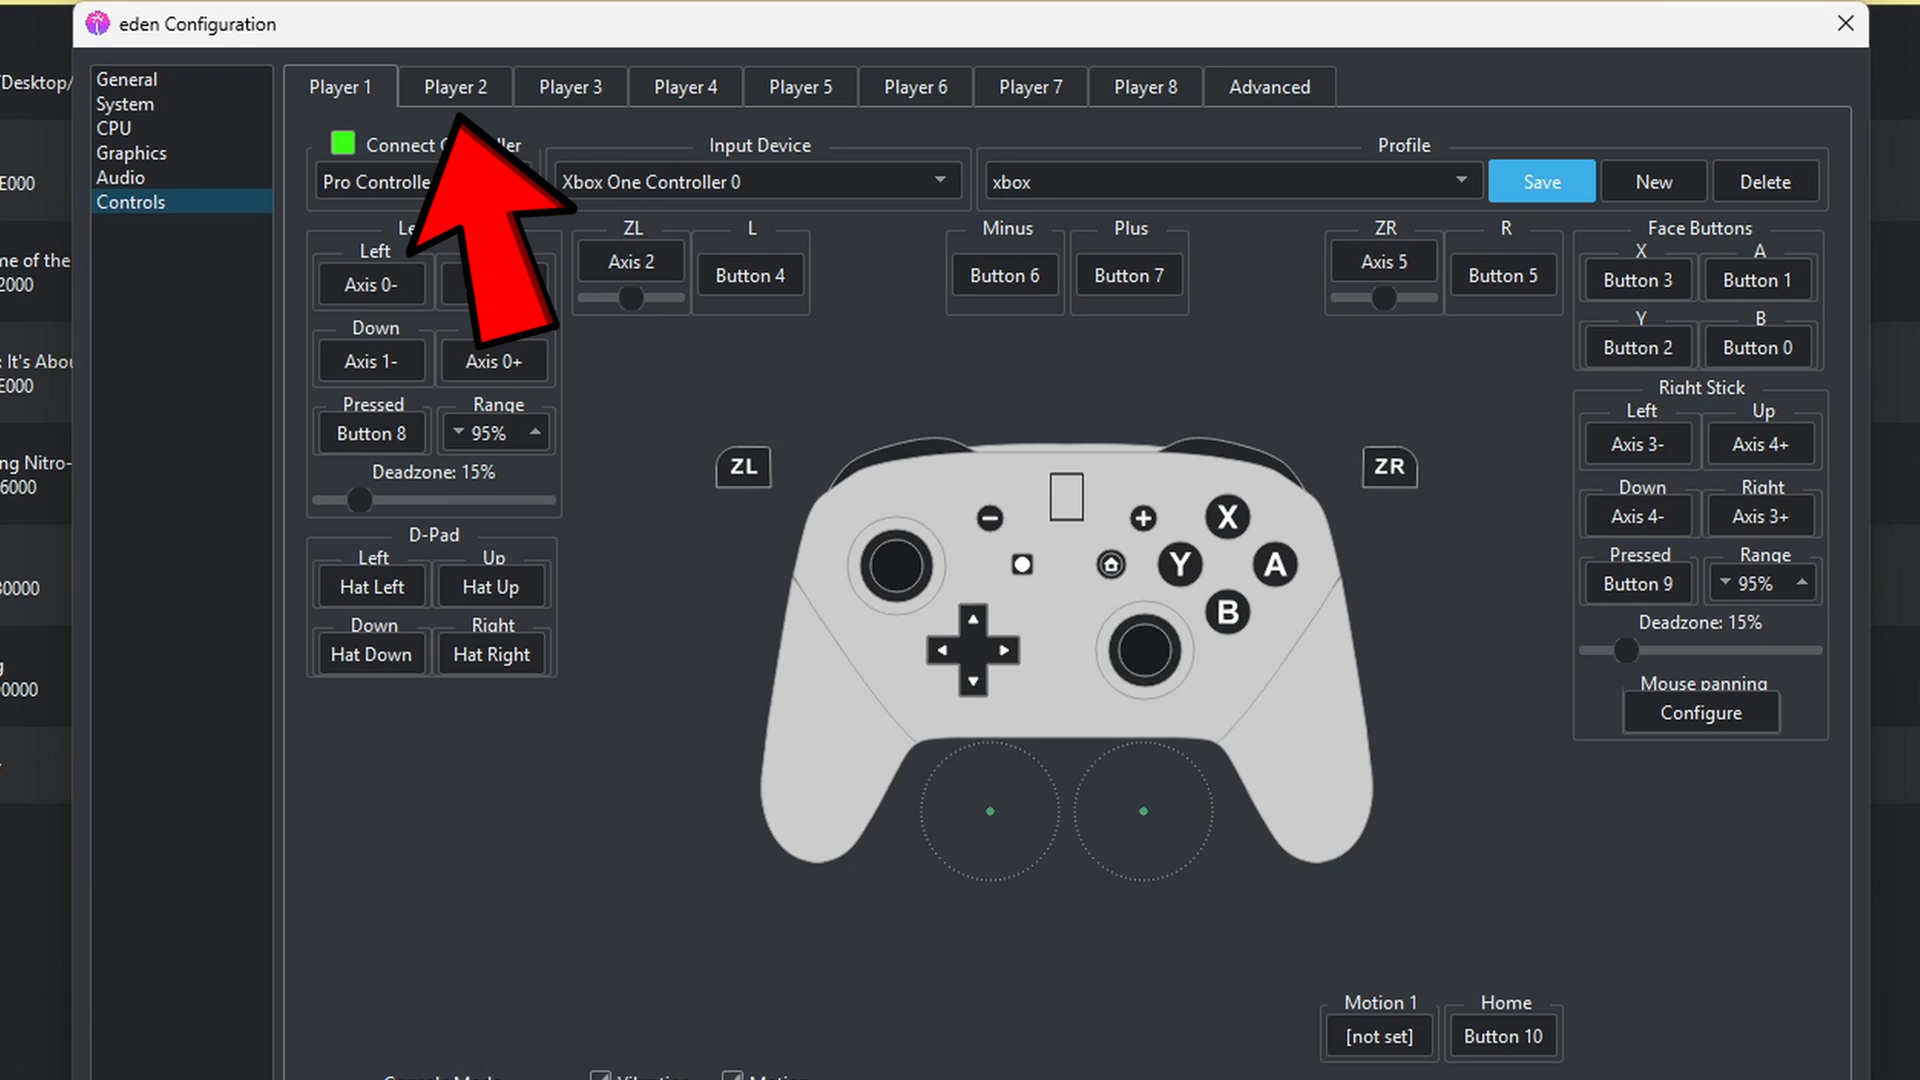 eden Configuration
/Desktop/
General
System
CPU
Graphics
Audio
Controls
Player 1
Player 2
Player 3
Player 4
Player 5
Player 6
Player 7
Player 8
Advanced
Connect
Input Device
Profile
Pro Controlle
Xbox One Controller 0
xbox
Save
New
Delete
E000
me of the
2000
: It's Abou
E000
ng Nitro-
6000
80000
g
00000
Left
Axis 0-
Down
Axis 1-
Axis 0+
Pressed
Button 8
Range
95%
Deadzone: 15%
D-Pad
Left
Hat Left
Up
Hat Up
Down
Hat Down
Right
Hat Right
ZL
Axis 2
L
Button 4
Minus
Button 6
Plus
Button 7
ZR
Axis 5
R
Button 5
Face Buttons
X
Button 3
A
Button 1
Y
Button 2
B
Button 0
Right Stick
Left
Axis 3-
Up
Axis 4+
Down
Axis 4-
Right
Axis 3+
Pressed
Button 9
Range
95%
Deadzone: 15%
Mouse panning
Configure
ZL
ZR
X
Y
A
B
Motion 1
[not set]
Home
Button 10